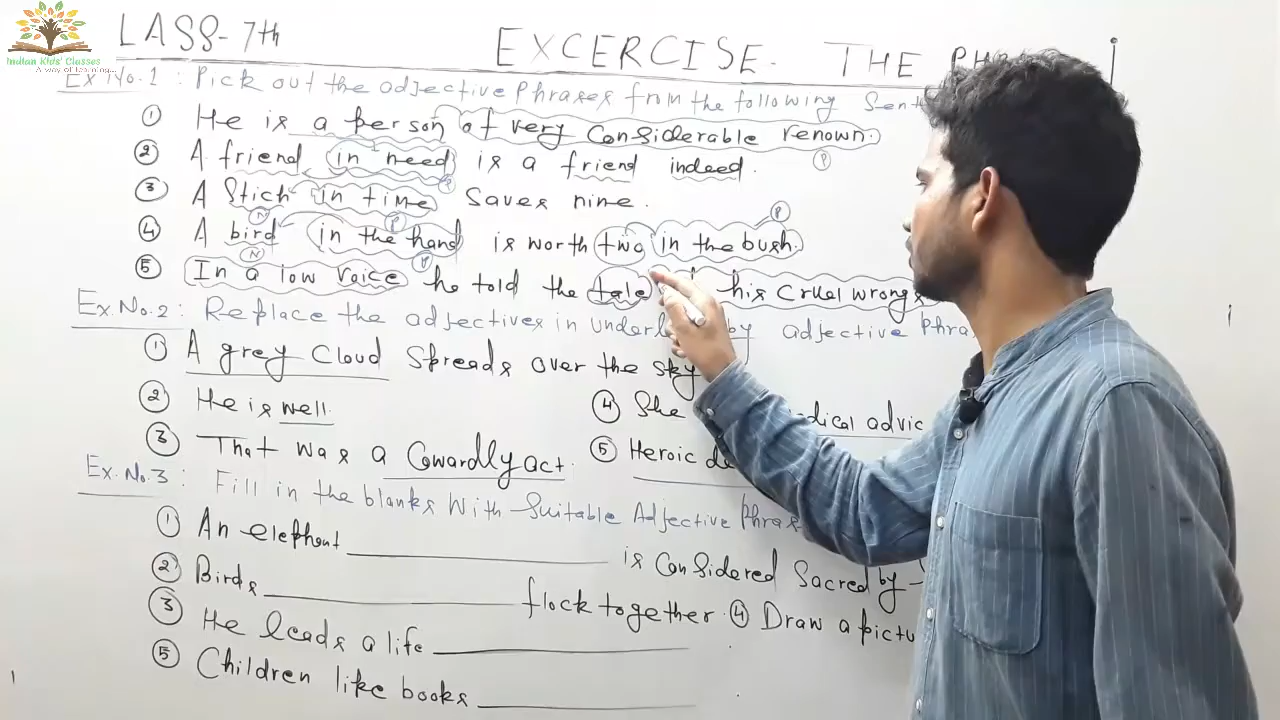 Indian Kids' Classes
A way of learning...
LASS-7th EXCERCISE. THE
Ex No.1 : Pick out the adjective Phrases from the following
① He is a person of very Considerable renown.
② A friend in need is a friend indeed.
③ A Stich in time Saves nine.
④ A bird in the hand is worth two in the bush.
⑤ In a low voice he told the tale his Cruel wrongs
Ex. No.2 : Replace the adjectives in by adjective
① A grey Cloud Spreads over the sky
② He is well.
④ She advic
③ That was a Cowardly act.
⑤ Heroic de
Ex. No.3 : Fill in the blanks With Suitable Adjective
① An elephant is Considered Sacred by
② Birds flock together.
④ Draw a pictu
③ He leads a life
⑤ Children like books